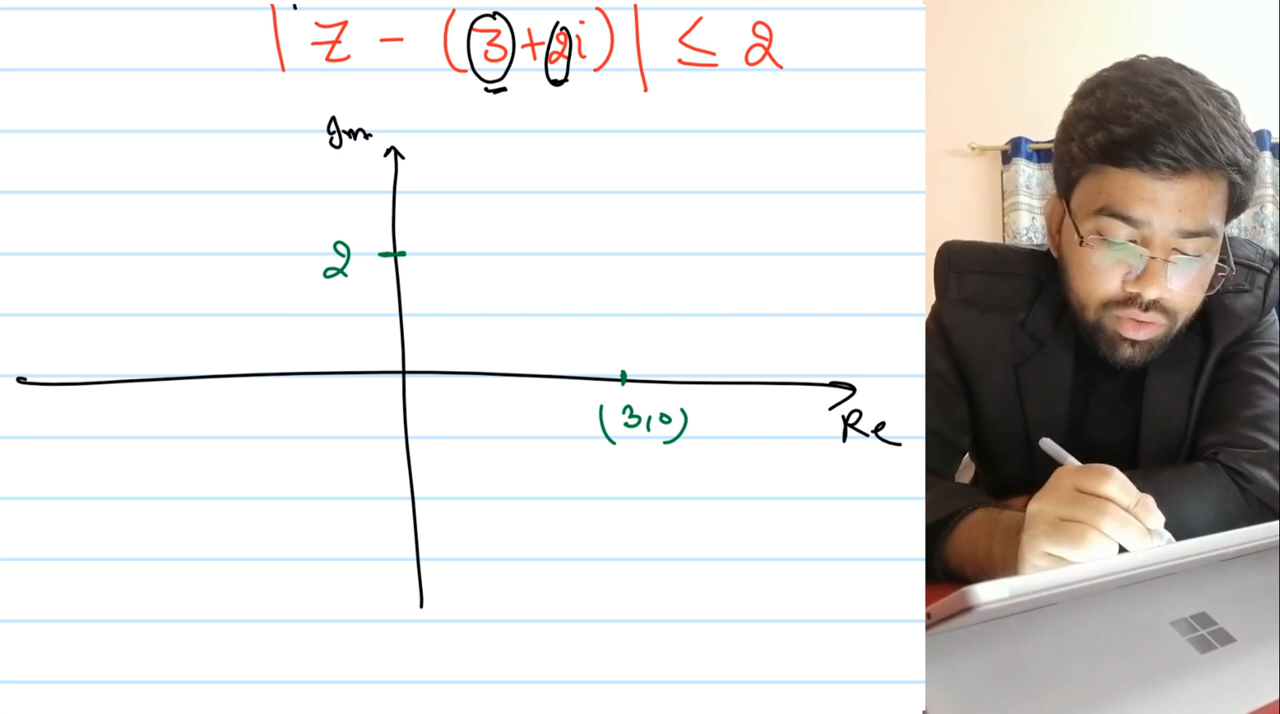 |z - (3+2i)| ≤ 2
Im
2
(3,0)
Re